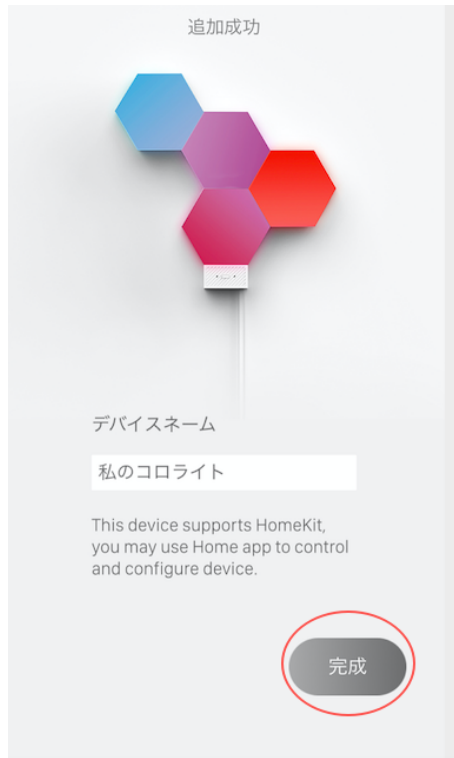 追加成功
デバイスネーム
私のコロライト
This device supports HomeKit,
you may use Home app to control
and configure device.
完成